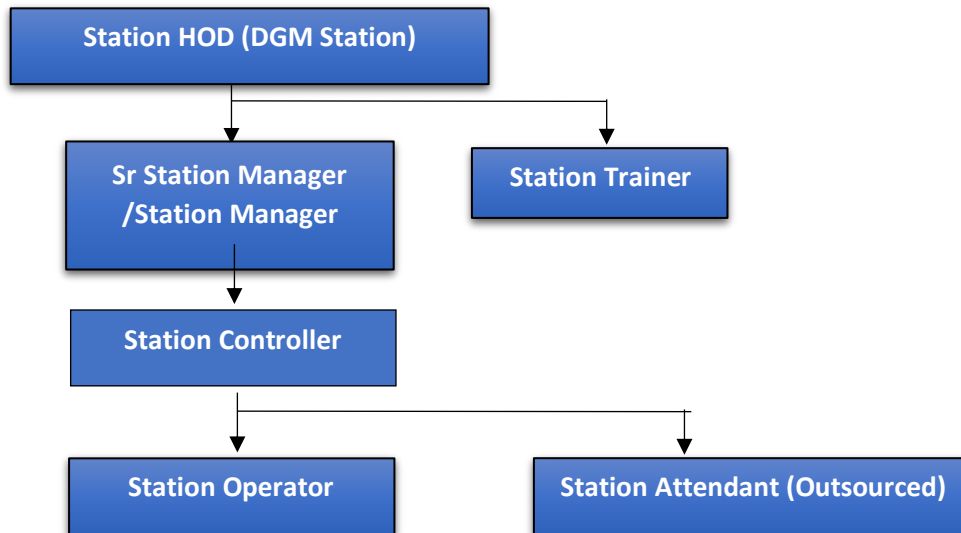 Station HOD (DGM Station)
Sr Station Manager
/Station Manager
Station Trainer
Station Controller
Station Operator
Station Attendant (Outsourced)